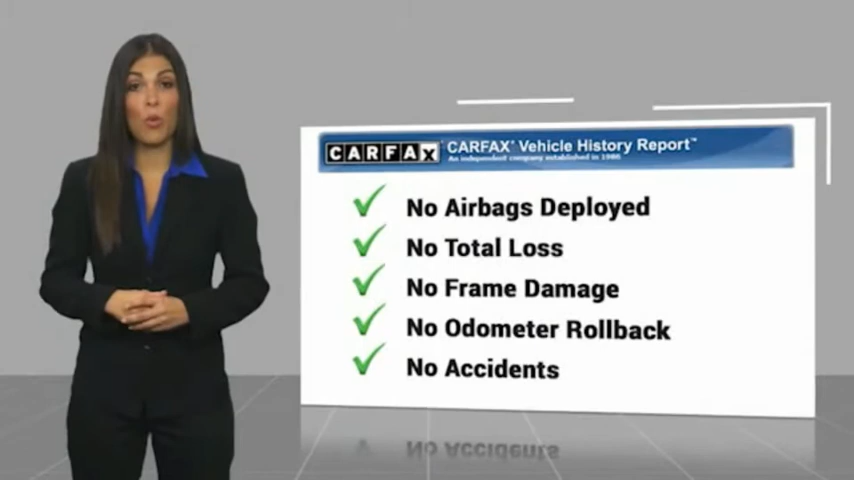 CARFAX CARFAX® Vehicle History Report™
An independent company established in 1986
No Airbags Deployed
No Total Loss
No Frame Damage
No Odometer Rollback
No Accidents